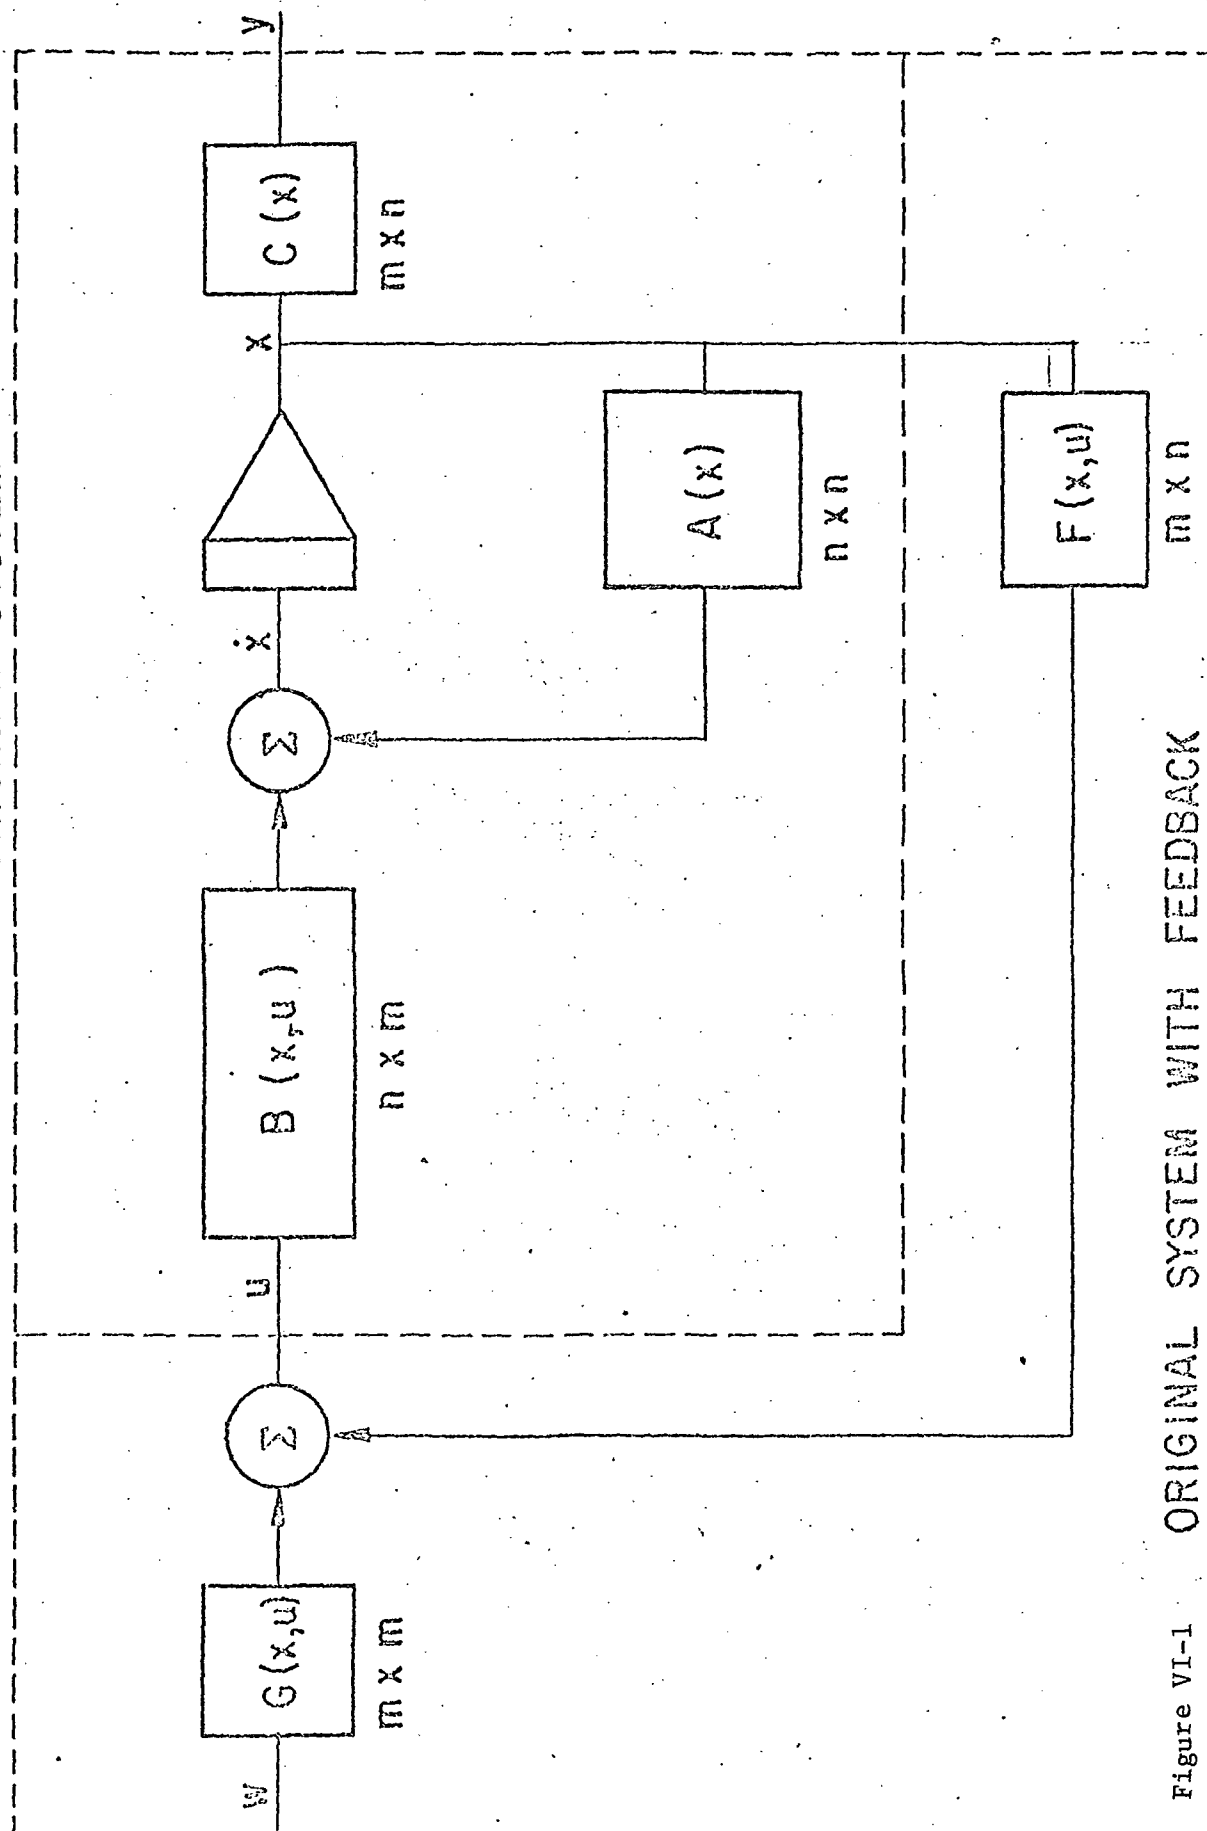 w
G(x,u)
m x m
Σ
u
B (x,u)
n x m
Σ
ẋ
x
A(x)
n x n
F(x,u)
m x n
C (x)
m x n
y
Figure VI-1 ORIGINAL SYSTEM WITH FEEDBACK